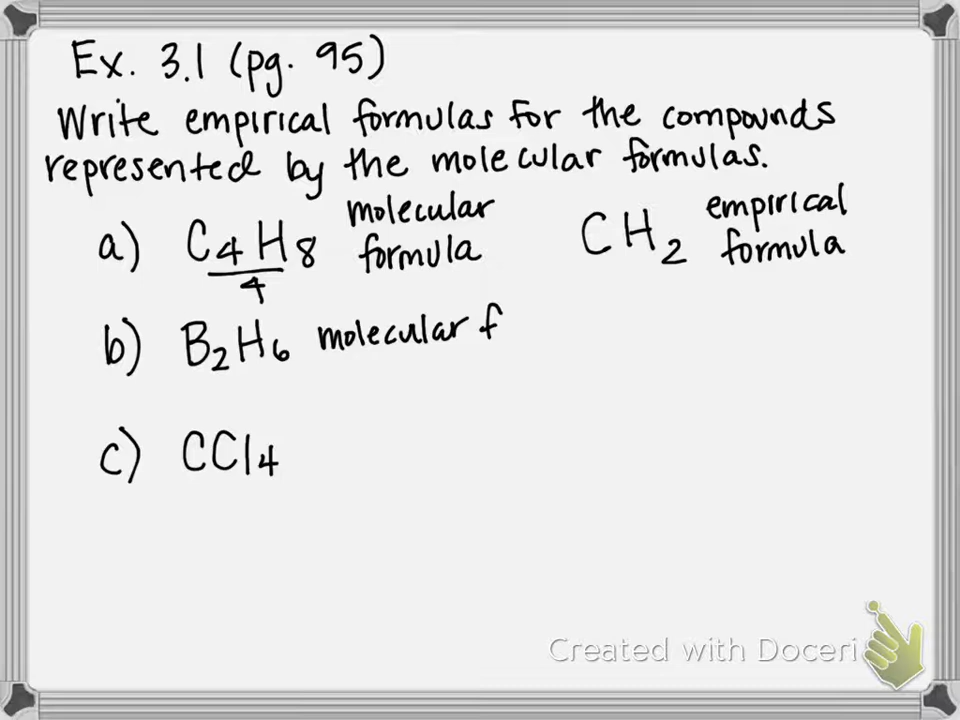 Ex. 3.1 (pg. 95)
Write empirical formulas for the compounds
represented by the molecular formulas.
a) C4H8 molecular formula CH2 empirical formula
4
b) B2H6 molecular f
c) CCl4
Created with Doceri